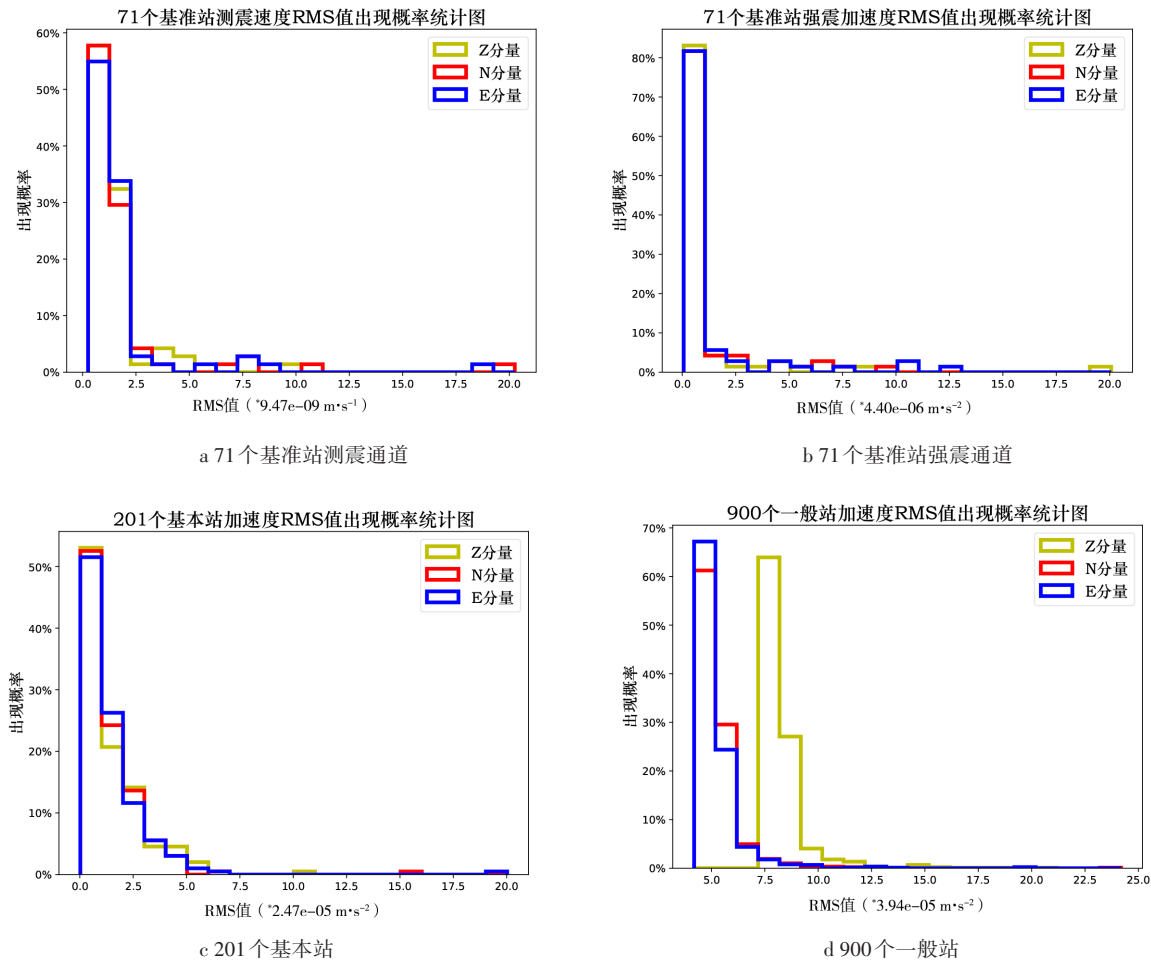 71个基准站测震速度RMS值出现概率统计图
60%
50%
40%
30%
20%
10%
0%
出现概率
Z分量
N分量
E分量
0.0 2.5 5.0 7.5 10.0 12.5 15.0 17.5 20.0
RMS值（*9.47e-09 m·s⁻¹）
a 71个基准站测震通道
71个基准站强震加速度RMS值出现概率统计图
80%
70%
60%
50%
40%
30%
20%
10%
0%
出现概率
Z分量
N分量
E分量
0.0 2.5 5.0 7.5 10.0 12.5 15.0 17.5 20.0
RMS值（*4.40e-06 m·s⁻²）
b 71个基准站强震通道
201个基本站加速度RMS值出现概率统计图
50%
40%
30%
20%
10%
0%
出现概率
Z分量
N分量
E分量
0.0 2.5 5.0 7.5 10.0 12.5 15.0 17.5 20.0
RMS值（*2.47e-05 m·s⁻²）
c 201个基本站
900个一般站加速度RMS值出现概率统计图
70%
60%
50%
40%
30%
20%
10%
0%
出现概率
Z分量
N分量
E分量
5.0 7.5 10.0 12.5 15.0 17.5 20.0 22.5 25.0
RMS值（*3.94e-05 m·s⁻²）
d 900个一般站